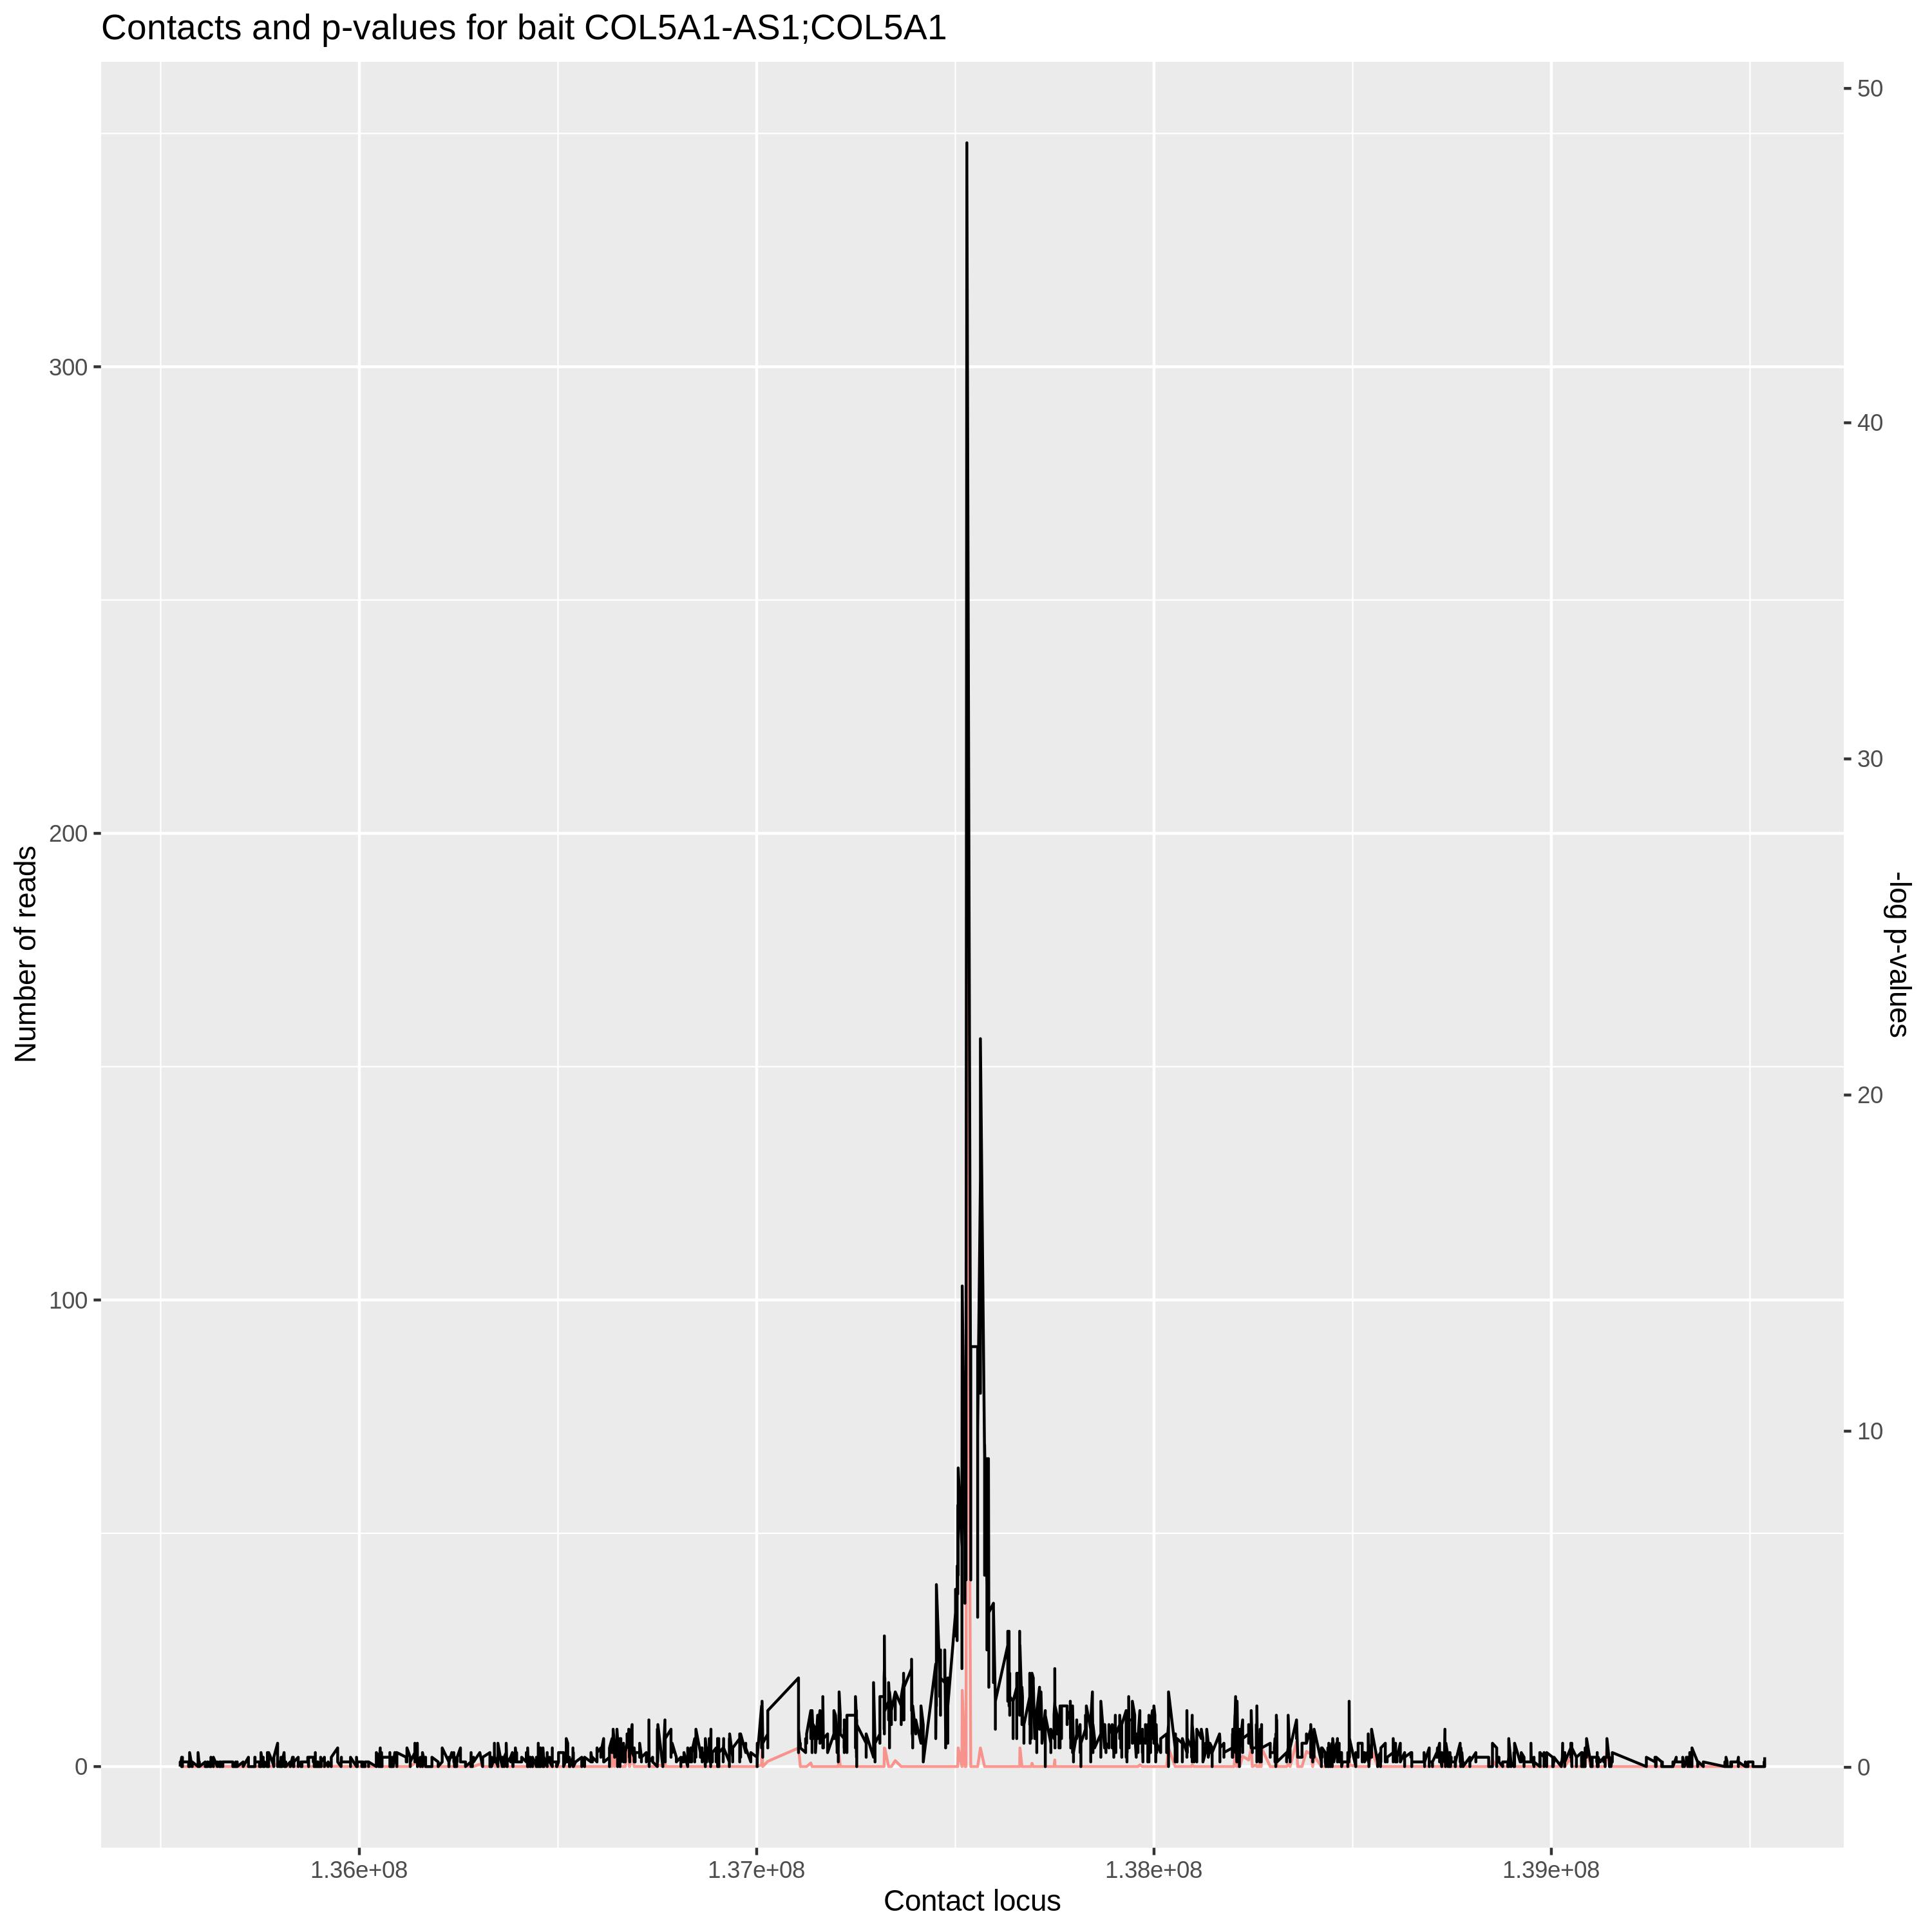 Contacts and p-values for bait COL5A1-AS1;COL5A1
300
200
100
0
Number of reads
50
40
30
20
10
0
-log p-values
1.36e+08 1.37e+08 1.38e+08 1.39e+08
Contact locus